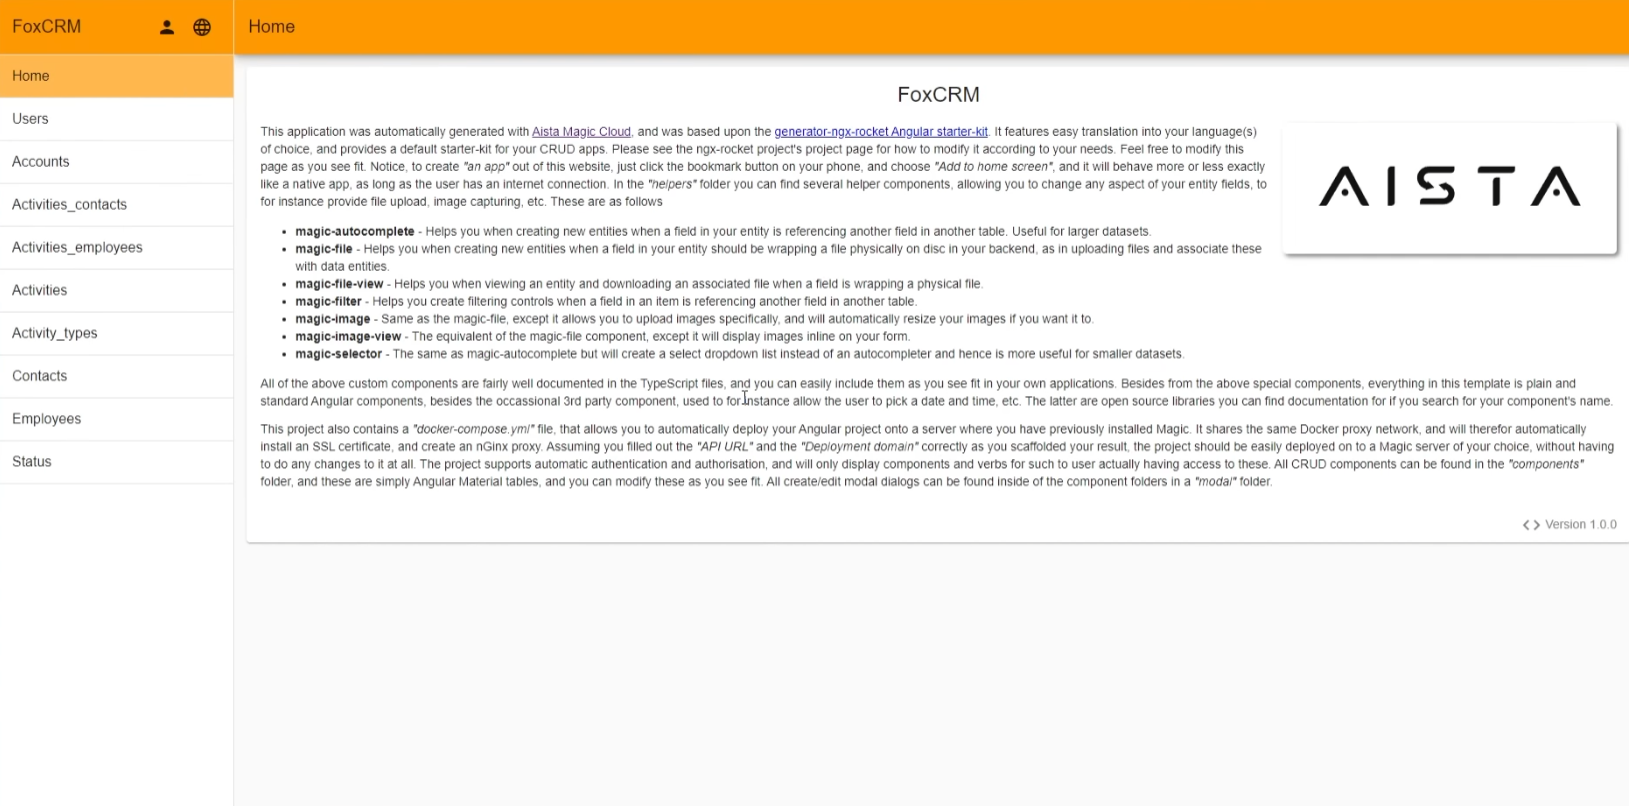 FoxCRM
Home
Home
Users
Accounts
Activities_contacts
Activities_employees
Activities
Activity_types
Contacts
Employees
Status
FoxCRM
This application was automatically generated with Aista Magic Cloud, and was based upon the generator-ngx-rocket Angular starter-kit. It features easy translation into your language(s)
of choice, and provides a default starter-kit for your CRUD apps. Please see the ngx-rocket project's project page for how to modify it according to your needs. Feel free to modify this
page as you see fit. Notice, to create "an app" out of this website, just click the bookmark button on your phone, and choose "Add to home screen", and it will behave more or less exactly
like a native app, as long as the user has an internet connection. In the "helpers" folder you can find several helper components, allowing you to change any aspect of your entity fields, to
for instance provide file upload, image capturing, etc. These are as follows
AISTA
• magic-autocomplete - Helps you when creating new entities when a field in your entity is referencing another field in another table. Useful for larger datasets.
• magic-file - Helps you when creating new entities when a field in your entity should be wrapping a file physically on disc in your backend, as in uploading files and associate these
with data entities.
• magic-file-view - Helps you when viewing an entity and downloading an associated file when a field is wrapping a physical file.
• magic-filter - Helps you create filtering controls when a field in an item is referencing another field in another table.
• magic-image - Same as the magic-file, except it allows you to upload images specifically, and will automatically resize your images if you want it to.
• magic-image-view - The equivalent of the magic-file component, except it will display images inline on your form.
• magic-selector - The same as magic-autocomplete but will create a select dropdown list instead of an autocompleter and hence is more useful for smaller datasets.
All of the above custom components are fairly well documented in the TypeScript files, and you can easily include them as you see fit in your own applications. Besides from the above special components, everything in this template is plain and
standard Angular components, besides the occassional 3rd party component, used to for instance allow the user to pick a date and time, etc. The latter are open source libraries you can find documentation for if you search for your component's name.
This project also contains a "docker-compose.yml" file, that allows you to automatically deploy your Angular project onto a server where you have previously installed Magic. It shares the same Docker proxy network, and will therefor automatically
install an SSL certificate, and create an nGinx proxy. Assuming you filled out the "API URL" and the "Deployment domain" correctly as you scaffolded your result, the project should be easily deployed on to a Magic server of your choice, without having
to do any changes to it at all. The project supports automatic authentication and authorisation, and will only display components and verbs for such to user actually having access to these. All CRUD components can be found in the "components"
folder, and these are simply Angular Material tables, and you can modify these as you see fit. All create/edit modal dialogs can be found inside of the component folders in a "modal" folder.
Version 1.0.0